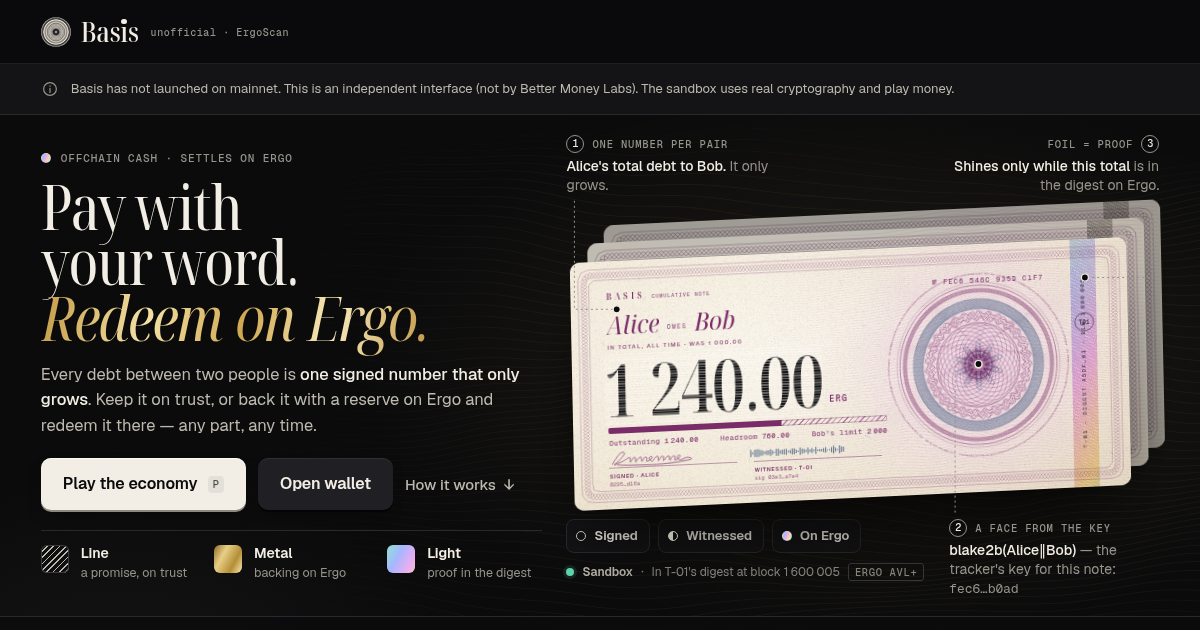 Basis unofficial · ErgoScan
Basis has not launched on mainnet. This is an independent interface (not by Better Money Labs). The sandbox uses real cryptography and play money.
OFFCHAIN CASH · SETTLES ON ERGO
Pay with
your word.
Redeem on Ergo.
Every debt between two people is one signed number that only
grows. Keep it on trust, or back it with a reserve on Ergo and
redeem it there — any part, any time.
Play the economy P
Open wallet
How it works ↓
Line
a promise, on trust
Metal
backing on Ergo
Light
proof in the digest
1 ONE NUMBER PER PAIR
Alice's total debt to Bob. It only
grows.
FOIL = PROOF 3
Shines only while this total is in
the digest on Ergo.
BASIS CUMULATIVE NOTE
Alice OWES Bob
IN TOTAL, ALL TIME · WAS 1 000.00
1 240.00 ERG
Outstanding 1 240.00 Headroom 760.00 Bob's limit 2 000
SIGNED · ALICE
WITNESSED · T-01
Signed
Witnessed
On Ergo
Sandbox · In T-01's digest at block 1 600 005 ERGO AVL+
2 A FACE FROM THE KEY
blake2b(Alice‖Bob) — the
tracker's key for this note:
fec6…b0ad